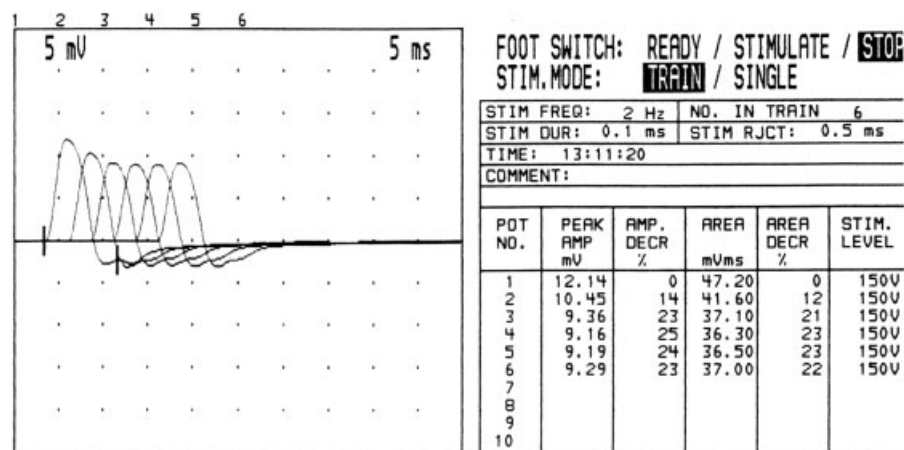 1 2 3 4 5 6
5 mV 5 ms
FOOT SWITCH: READY / STIMULATE / STOP
STIM.MODE: TRAIN / SINGLE
STIM FREQ: 2 Hz NO. IN TRAIN 6
STIM DUR: 0.1 ms STIM RJCT: 0.5 ms
TIME: 13:11:20
COMMENT:
POT PEAK AMP. AREA AREA STIM.
NO. AMP DECR DECR LEVEL
mV % mVms %
1 12.14 0 47.20 0 150V
2 10.45 14 41.60 12 150V
3 9.36 23 37.10 21 150V
4 9.16 25 36.30 23 150V
5 9.19 24 36.50 23 150V
6 9.29 23 37.00 22 150V
7
8
9
10